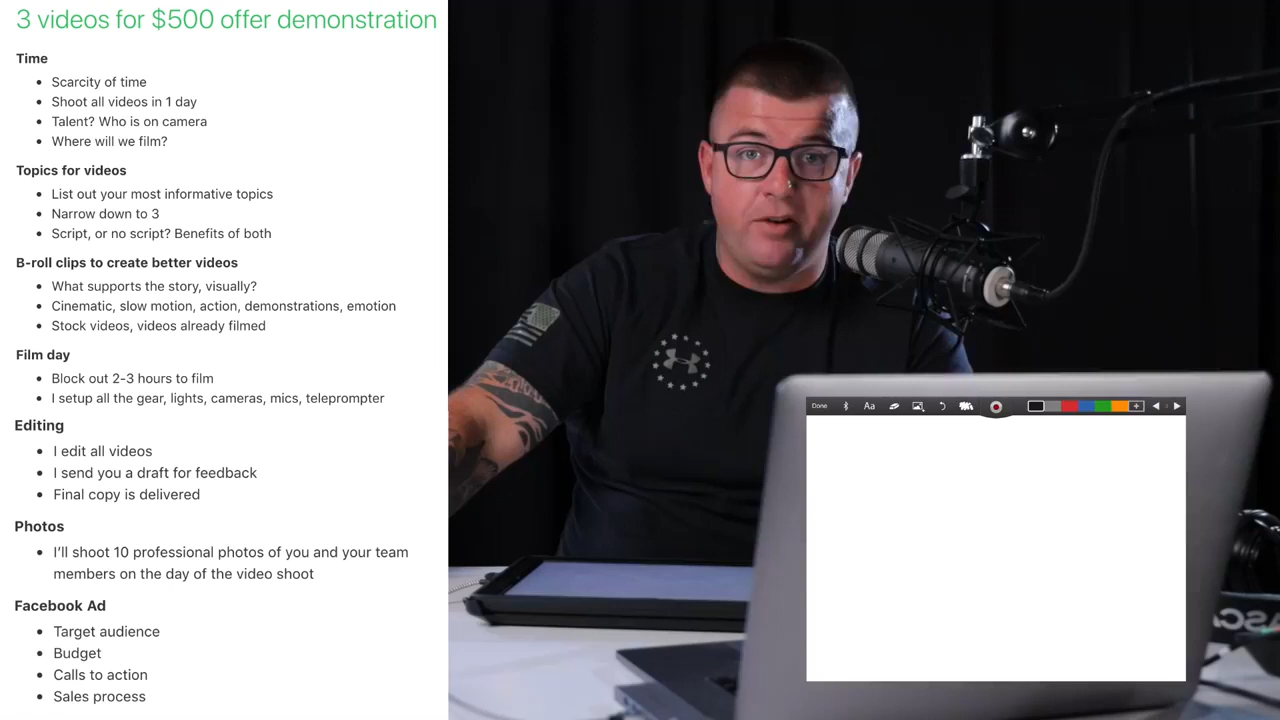 3 videos for $500 offer demonstration
Time
Scarcity of time
Shoot all videos in 1 day
Talent? Who is on camera
Where will we film?
Topics for videos
List out your most informative topics
Narrow down to 3
Script, or no script? Benefits of both
B-roll clips to create better videos
What supports the story, visually?
Cinematic, slow motion, action, demonstrations, emotion
Stock videos, videos already filmed
Film day
Block out 2-3 hours to film
I setup all the gear, lights, cameras, mics, teleprompter
Editing
I edit all videos
I send you a draft for feedback
Final copy is delivered
Photos
I’ll shoot 10 professional photos of you and your team
members on the day of the video shoot
Facebook Ad
Target audience
Budget
Calls to action
Sales process
Done
Aa